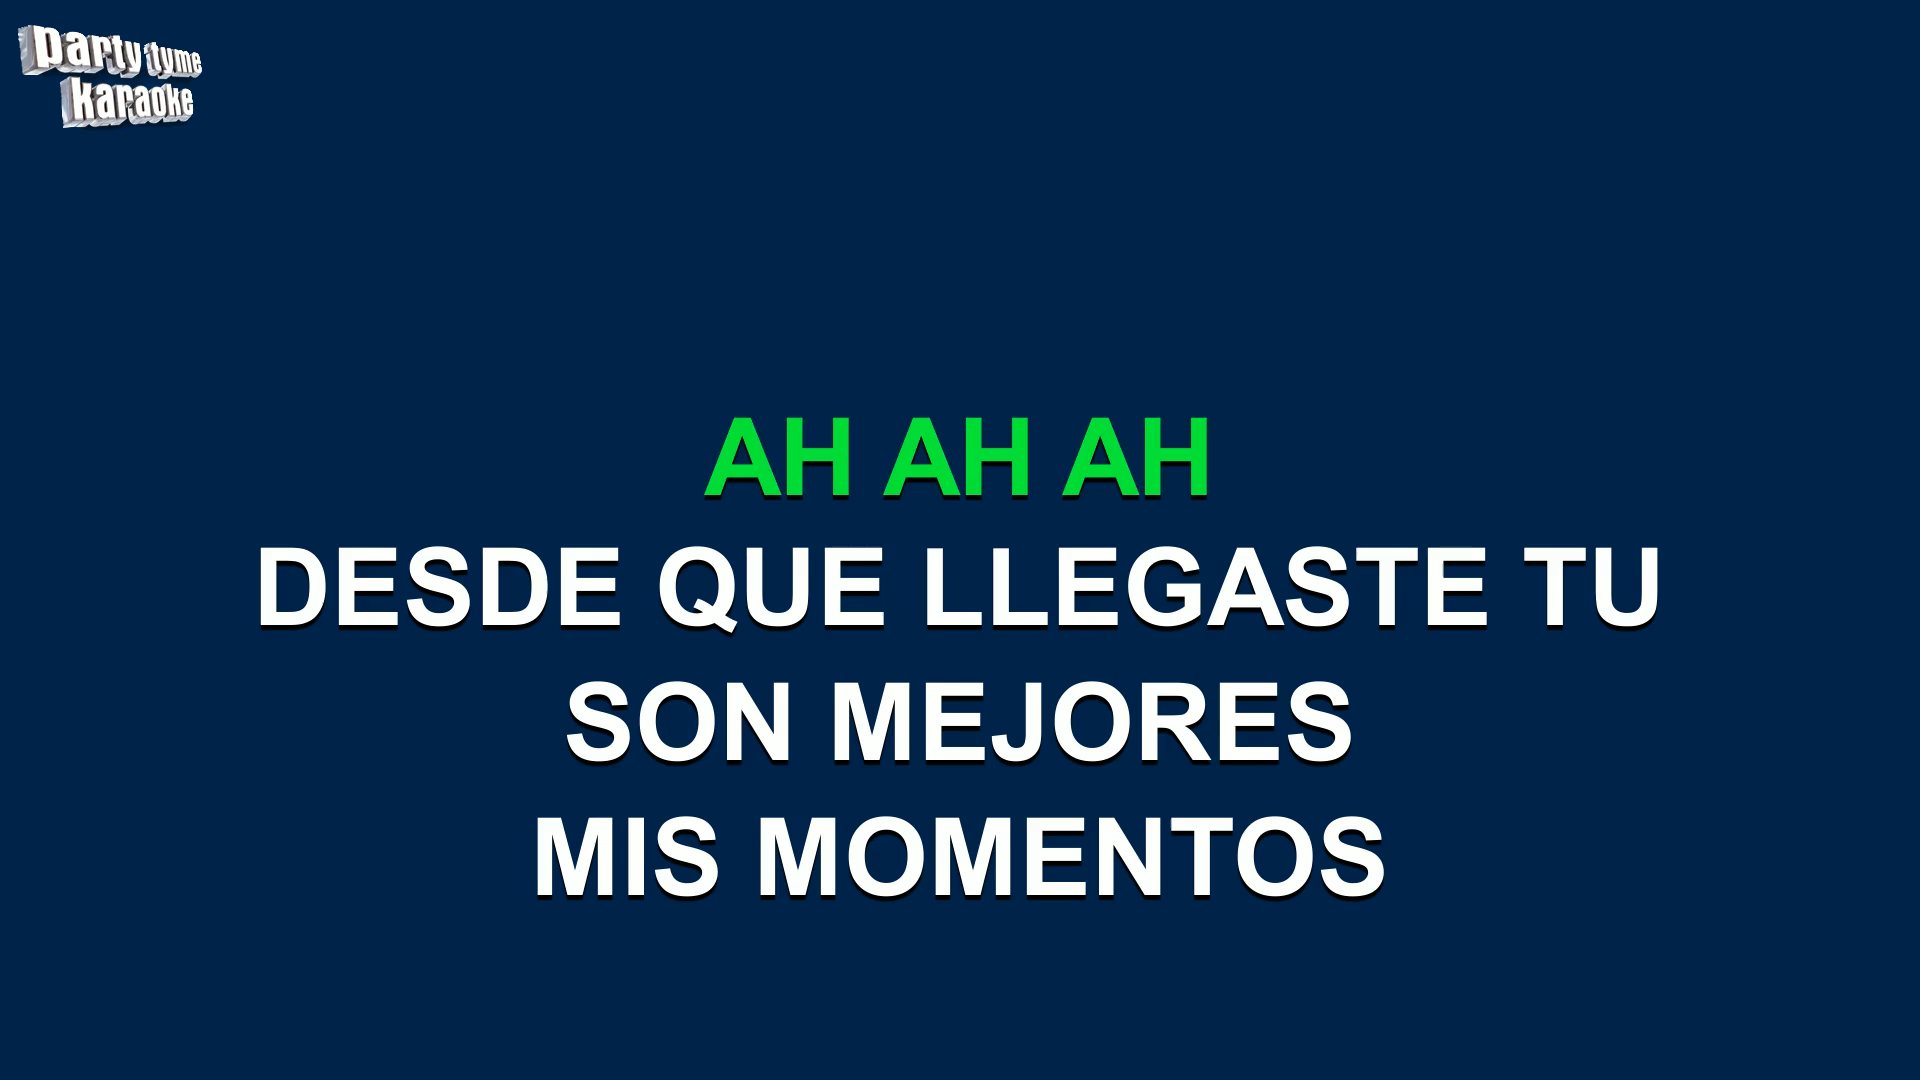 party tyme
karaoke
AH AH AH
DESDE QUE LLEGASTE TU
SON MEJORES
MIS MOMENTOS